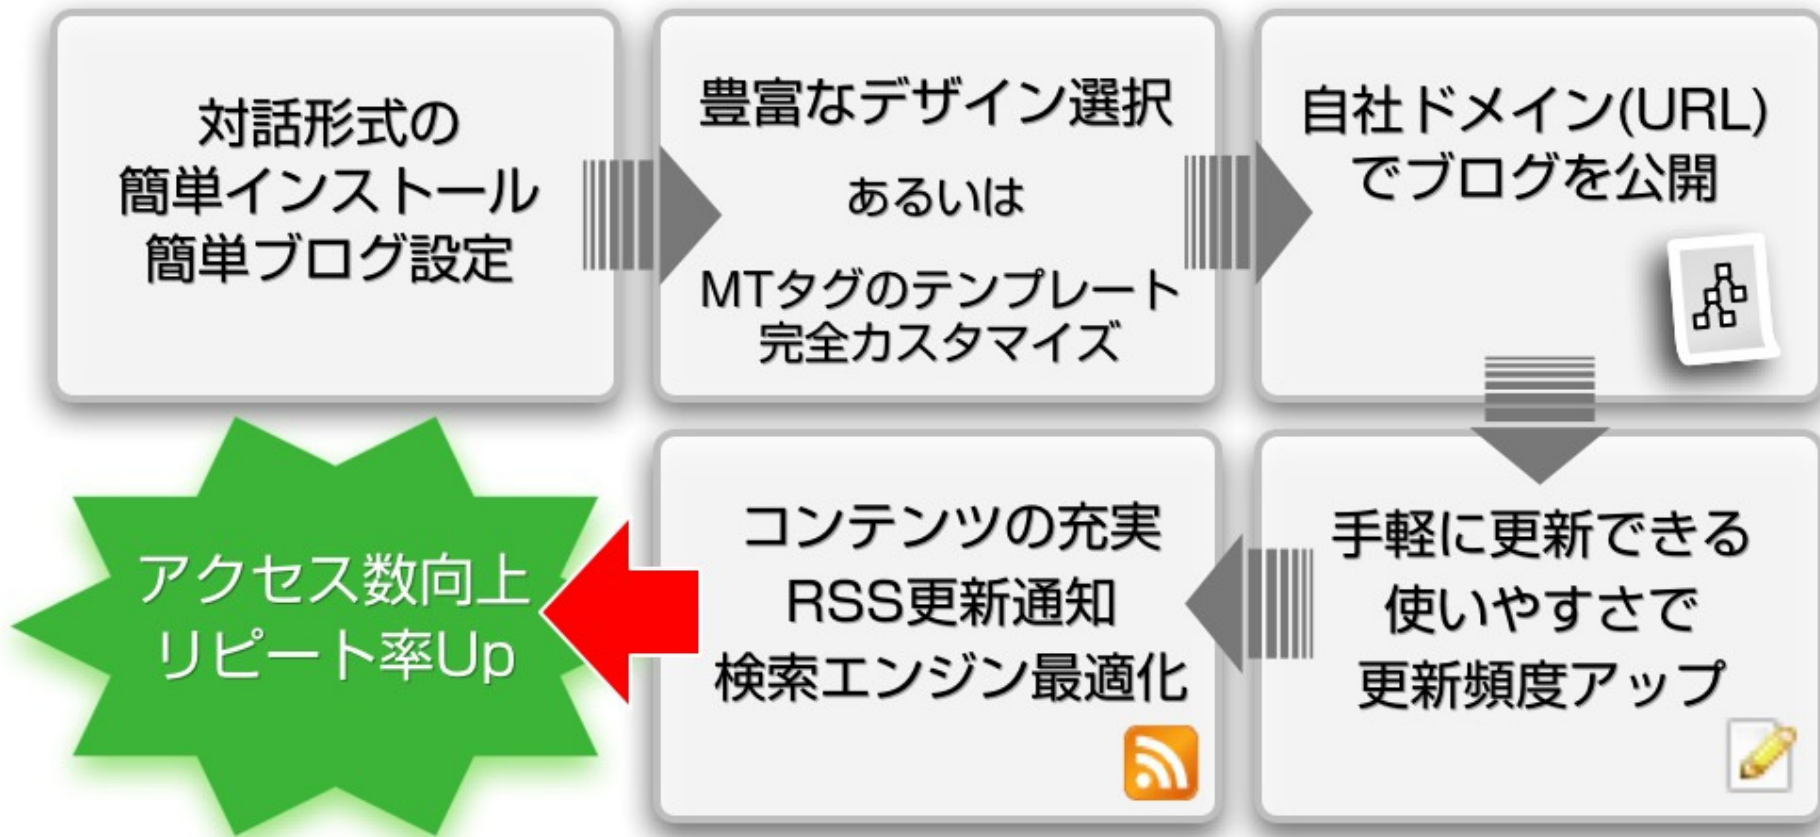 対話形式の
簡単インストール
簡単ブログ設定
豊富なデザイン選択
あるいは
MTタグのテンプレート
完全カスタマイズ
自社ドメイン(URL)
でブログを公開
手軽に更新できる
使いやすさで
更新頻度アップ
コンテンツの充実
RSS更新通知
検索エンジン最適化
アクセス数向上
リピート率Up